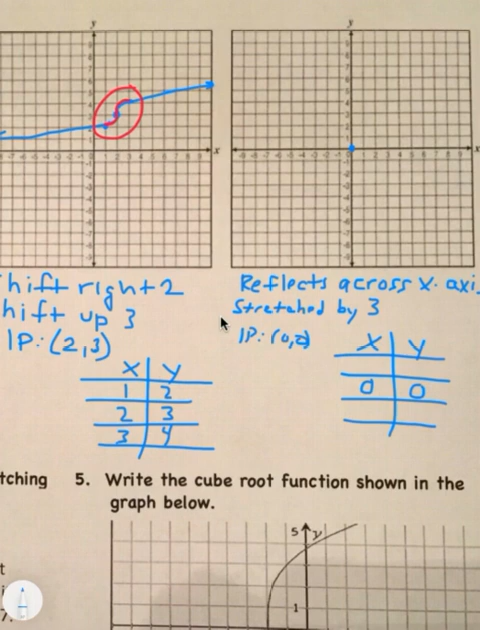 y
x
y
x
hift right 2
hift up 3
IP: (2,3)
X Y
1 2
2 3
3 4
Reflects across x-axi
Stretched by 3
IP: (0,0)
X Y
0 0
tching
5. Write the cube root function shown in the
graph below.
5 y
1
t
7.